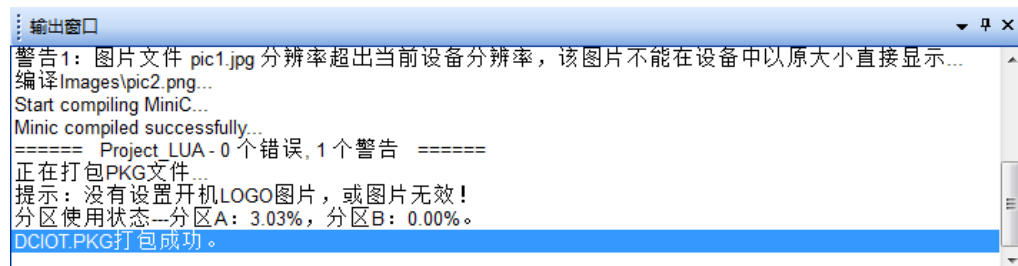 输出窗口
警告1：图片文件 pic1.jpg 分辨率超出当前设备分辨率，该图片不能在设备中以原大小直接显示...
编译Images\pic2.png...
Start compiling MiniC...
Minic compiled successfully...
====== Project_LUA - 0 个错误, 1 个警告 ======
正在打包PKG文件...
提示：没有设置开机LOGO图片，或图片无效！
分区使用状态---分区A：3.03%，分区B：0.00%。
DCIOT.PKG打包成功。